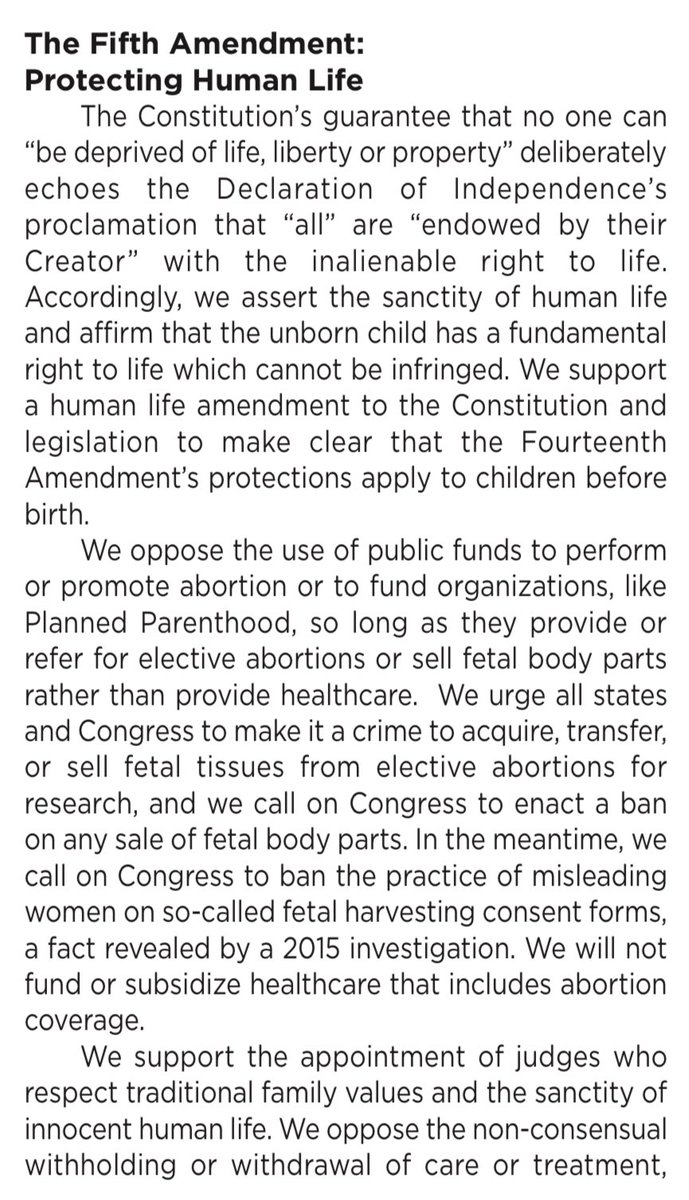 The Fifth Amendment:
Protecting Human Life
The Constitution’s guarantee that no one can
“be deprived of life, liberty or property” deliberately
echoes the Declaration of Independence’s
proclamation that “all” are “endowed by their
Creator” with the inalienable right to life.
Accordingly, we assert the sanctity of human life
and affirm that the unborn child has a fundamental
right to life which cannot be infringed. We support
a human life amendment to the Constitution and
legislation to make clear that the Fourteenth
Amendment’s protections apply to children before
birth.
We oppose the use of public funds to perform
or promote abortion or to fund organizations, like
Planned Parenthood, so long as they provide or
refer for elective abortions or sell fetal body parts
rather than provide healthcare.  We urge all states
and Congress to make it a crime to acquire, transfer,
or sell fetal tissues from elective abortions for
research, and we call on Congress to enact a ban
on any sale of fetal body parts. In the meantime, we
call on Congress to ban the practice of misleading
women on so-called fetal harvesting consent forms,
a fact revealed by a 2015 investigation. We will not
fund or subsidize healthcare that includes abortion
coverage.
We support the appointment of judges who
respect traditional family values and the sanctity of
innocent human life. We oppose the non-consensual
withholding or withdrawal of care or treatment,